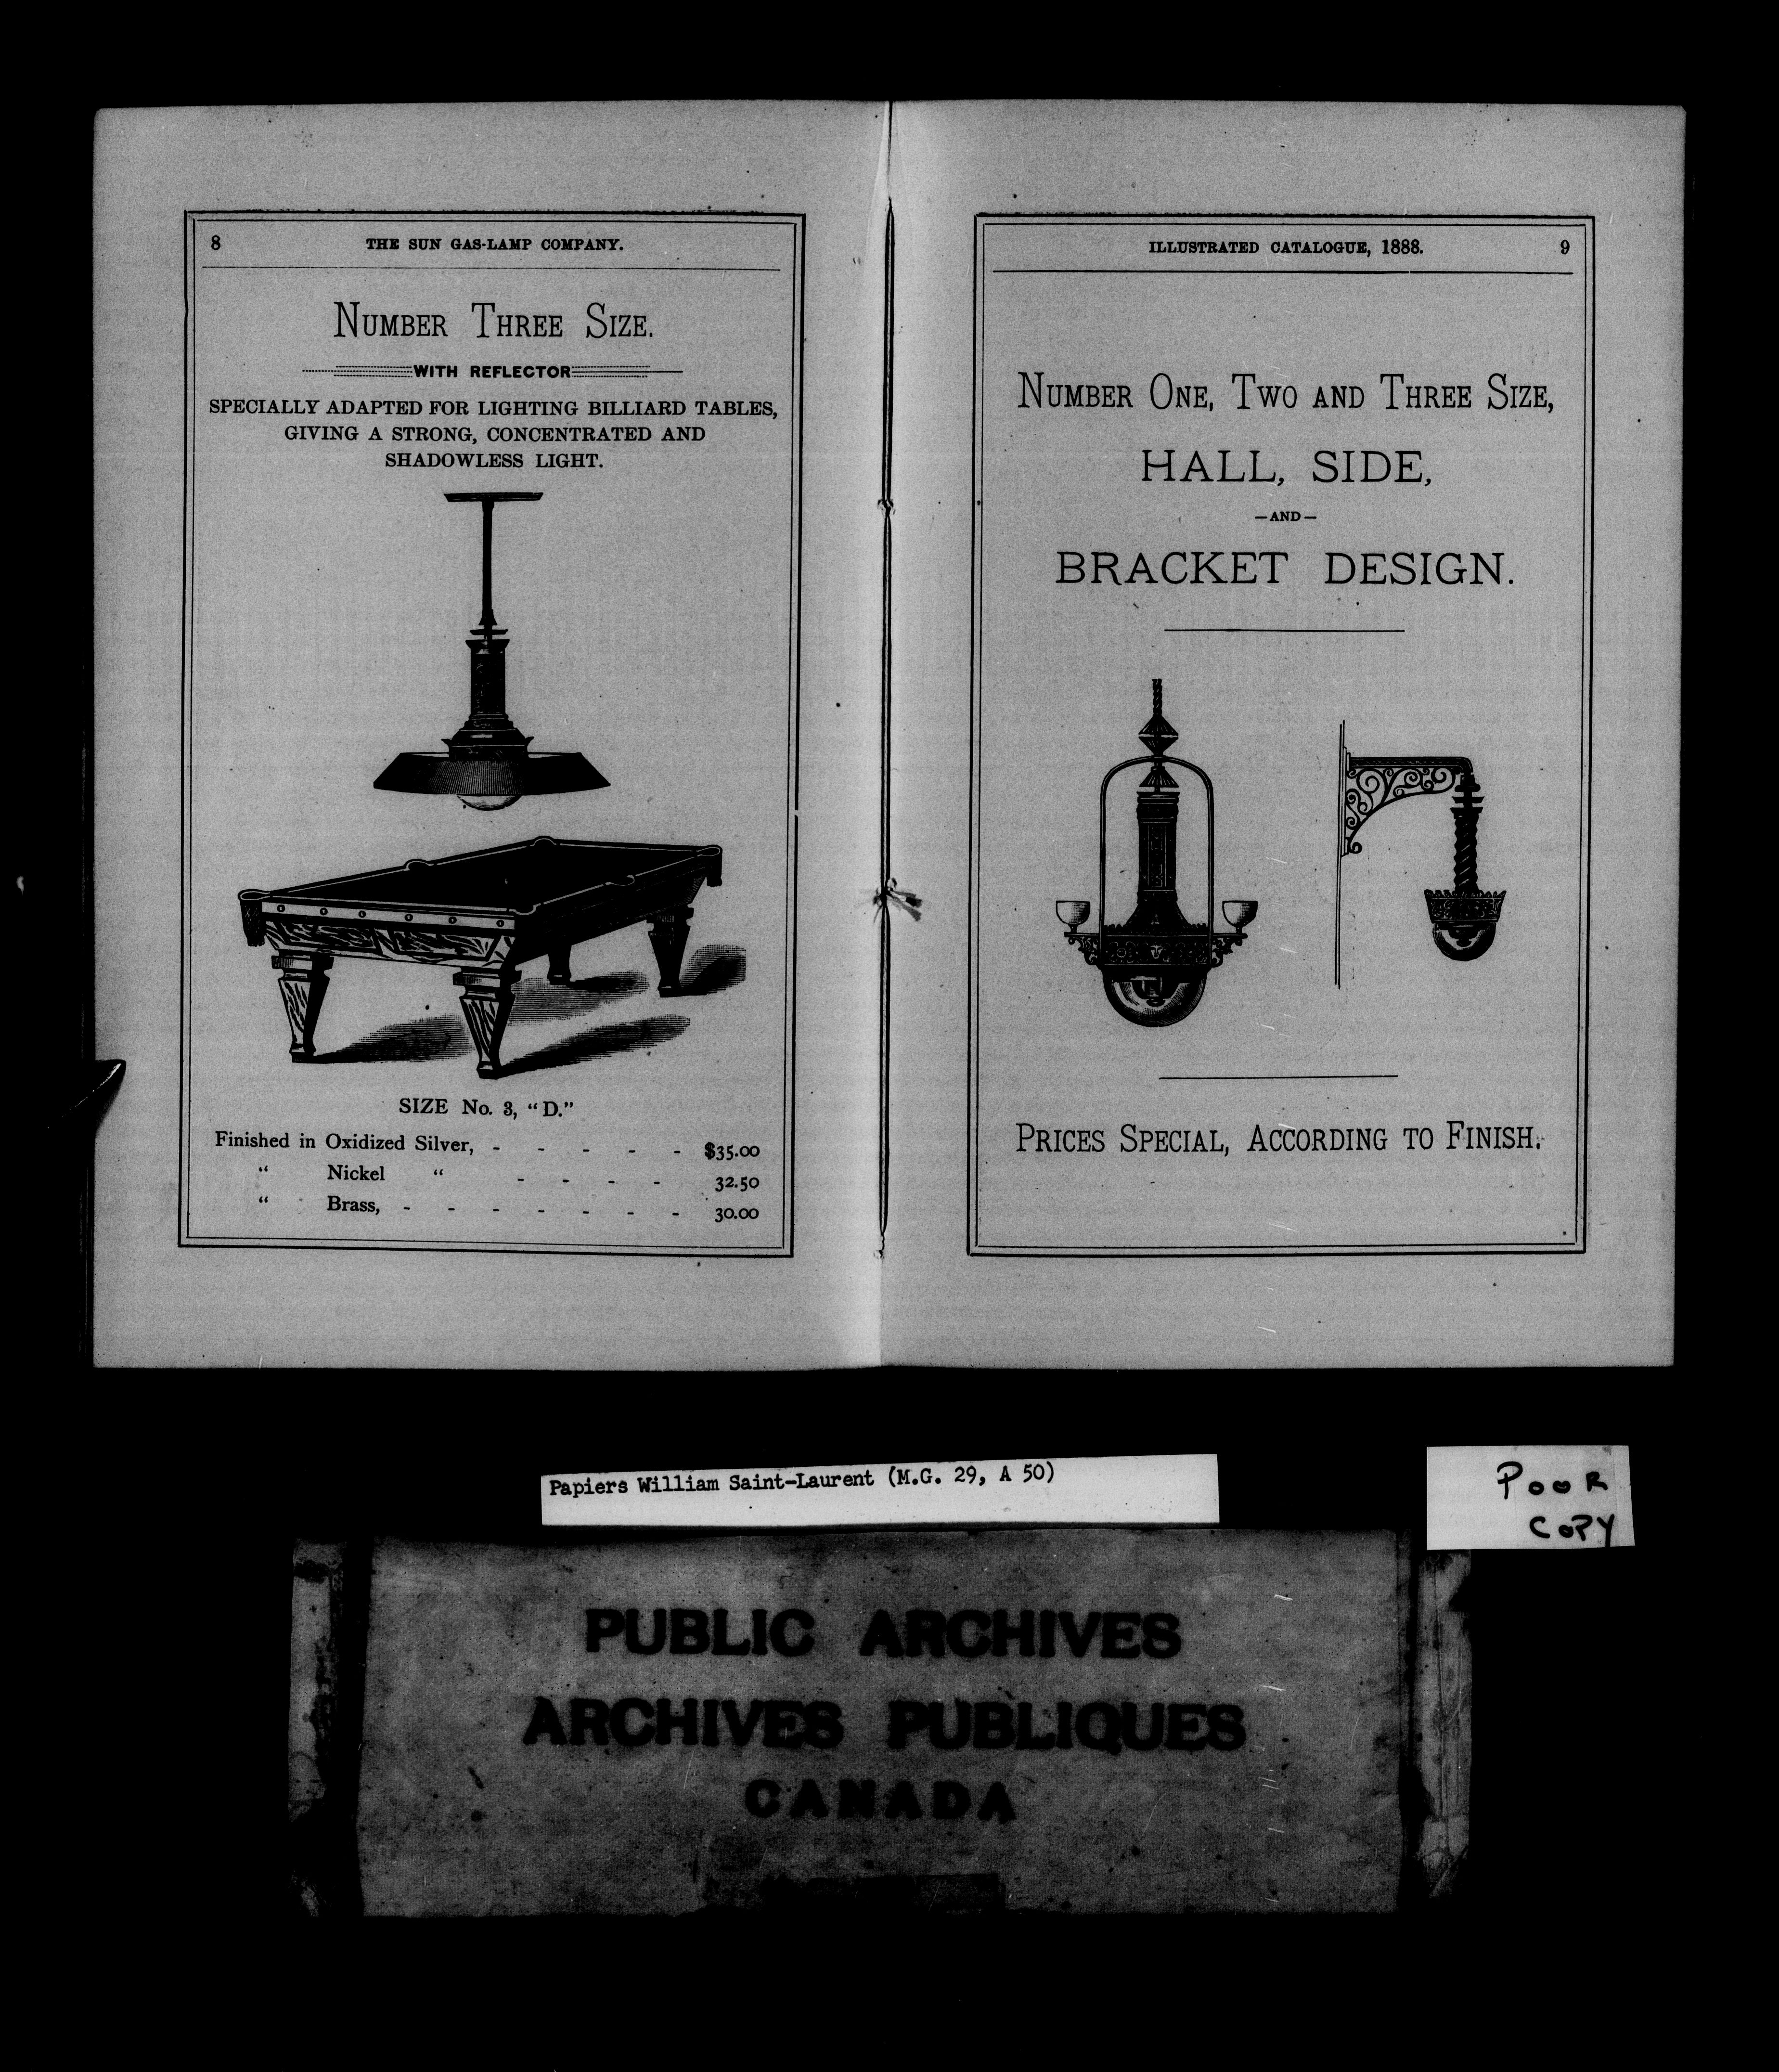 8
THE SUN GAS-LAMP COMPANY.
NUMBER THREE SIZE.
WITH REFLECTOR
SPECIALLY ADAPTED FOR LIGHTING BILLIARD TABLES,
GIVING A STRONG, CONCENTRATED AND
SHADOWLESS LIGHT.
SIZE No. 3, “D.”
Finished in Oxidized Silver, - - - - - $35.00
“ Nickel “ - - - - 32.50
“ Brass, - - - - - - - 30.00
ILLUSTRATED CATALOGUE, 1888. 9
NUMBER ONE, TWO AND THREE SIZE,
HALL, SIDE,
—AND—
BRACKET DESIGN.
PRICES SPECIAL, ACCORDING TO FINISH.
Papiers William Saint-Laurent (M.G. 29, A 50)
POOR
COPY
PUBLIC ARCHIVES
ARCHIVES PUBLIQUES
CANADA